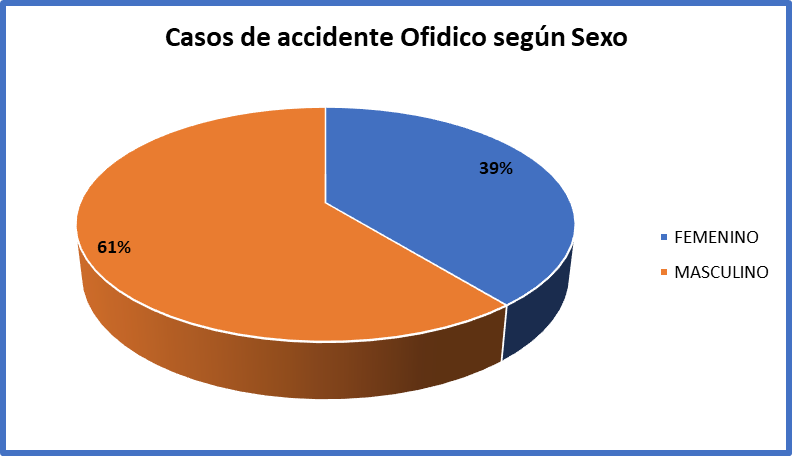 Casos de accidente Ofidico según Sexo
39%
61%
FEMENINO
MASCULINO